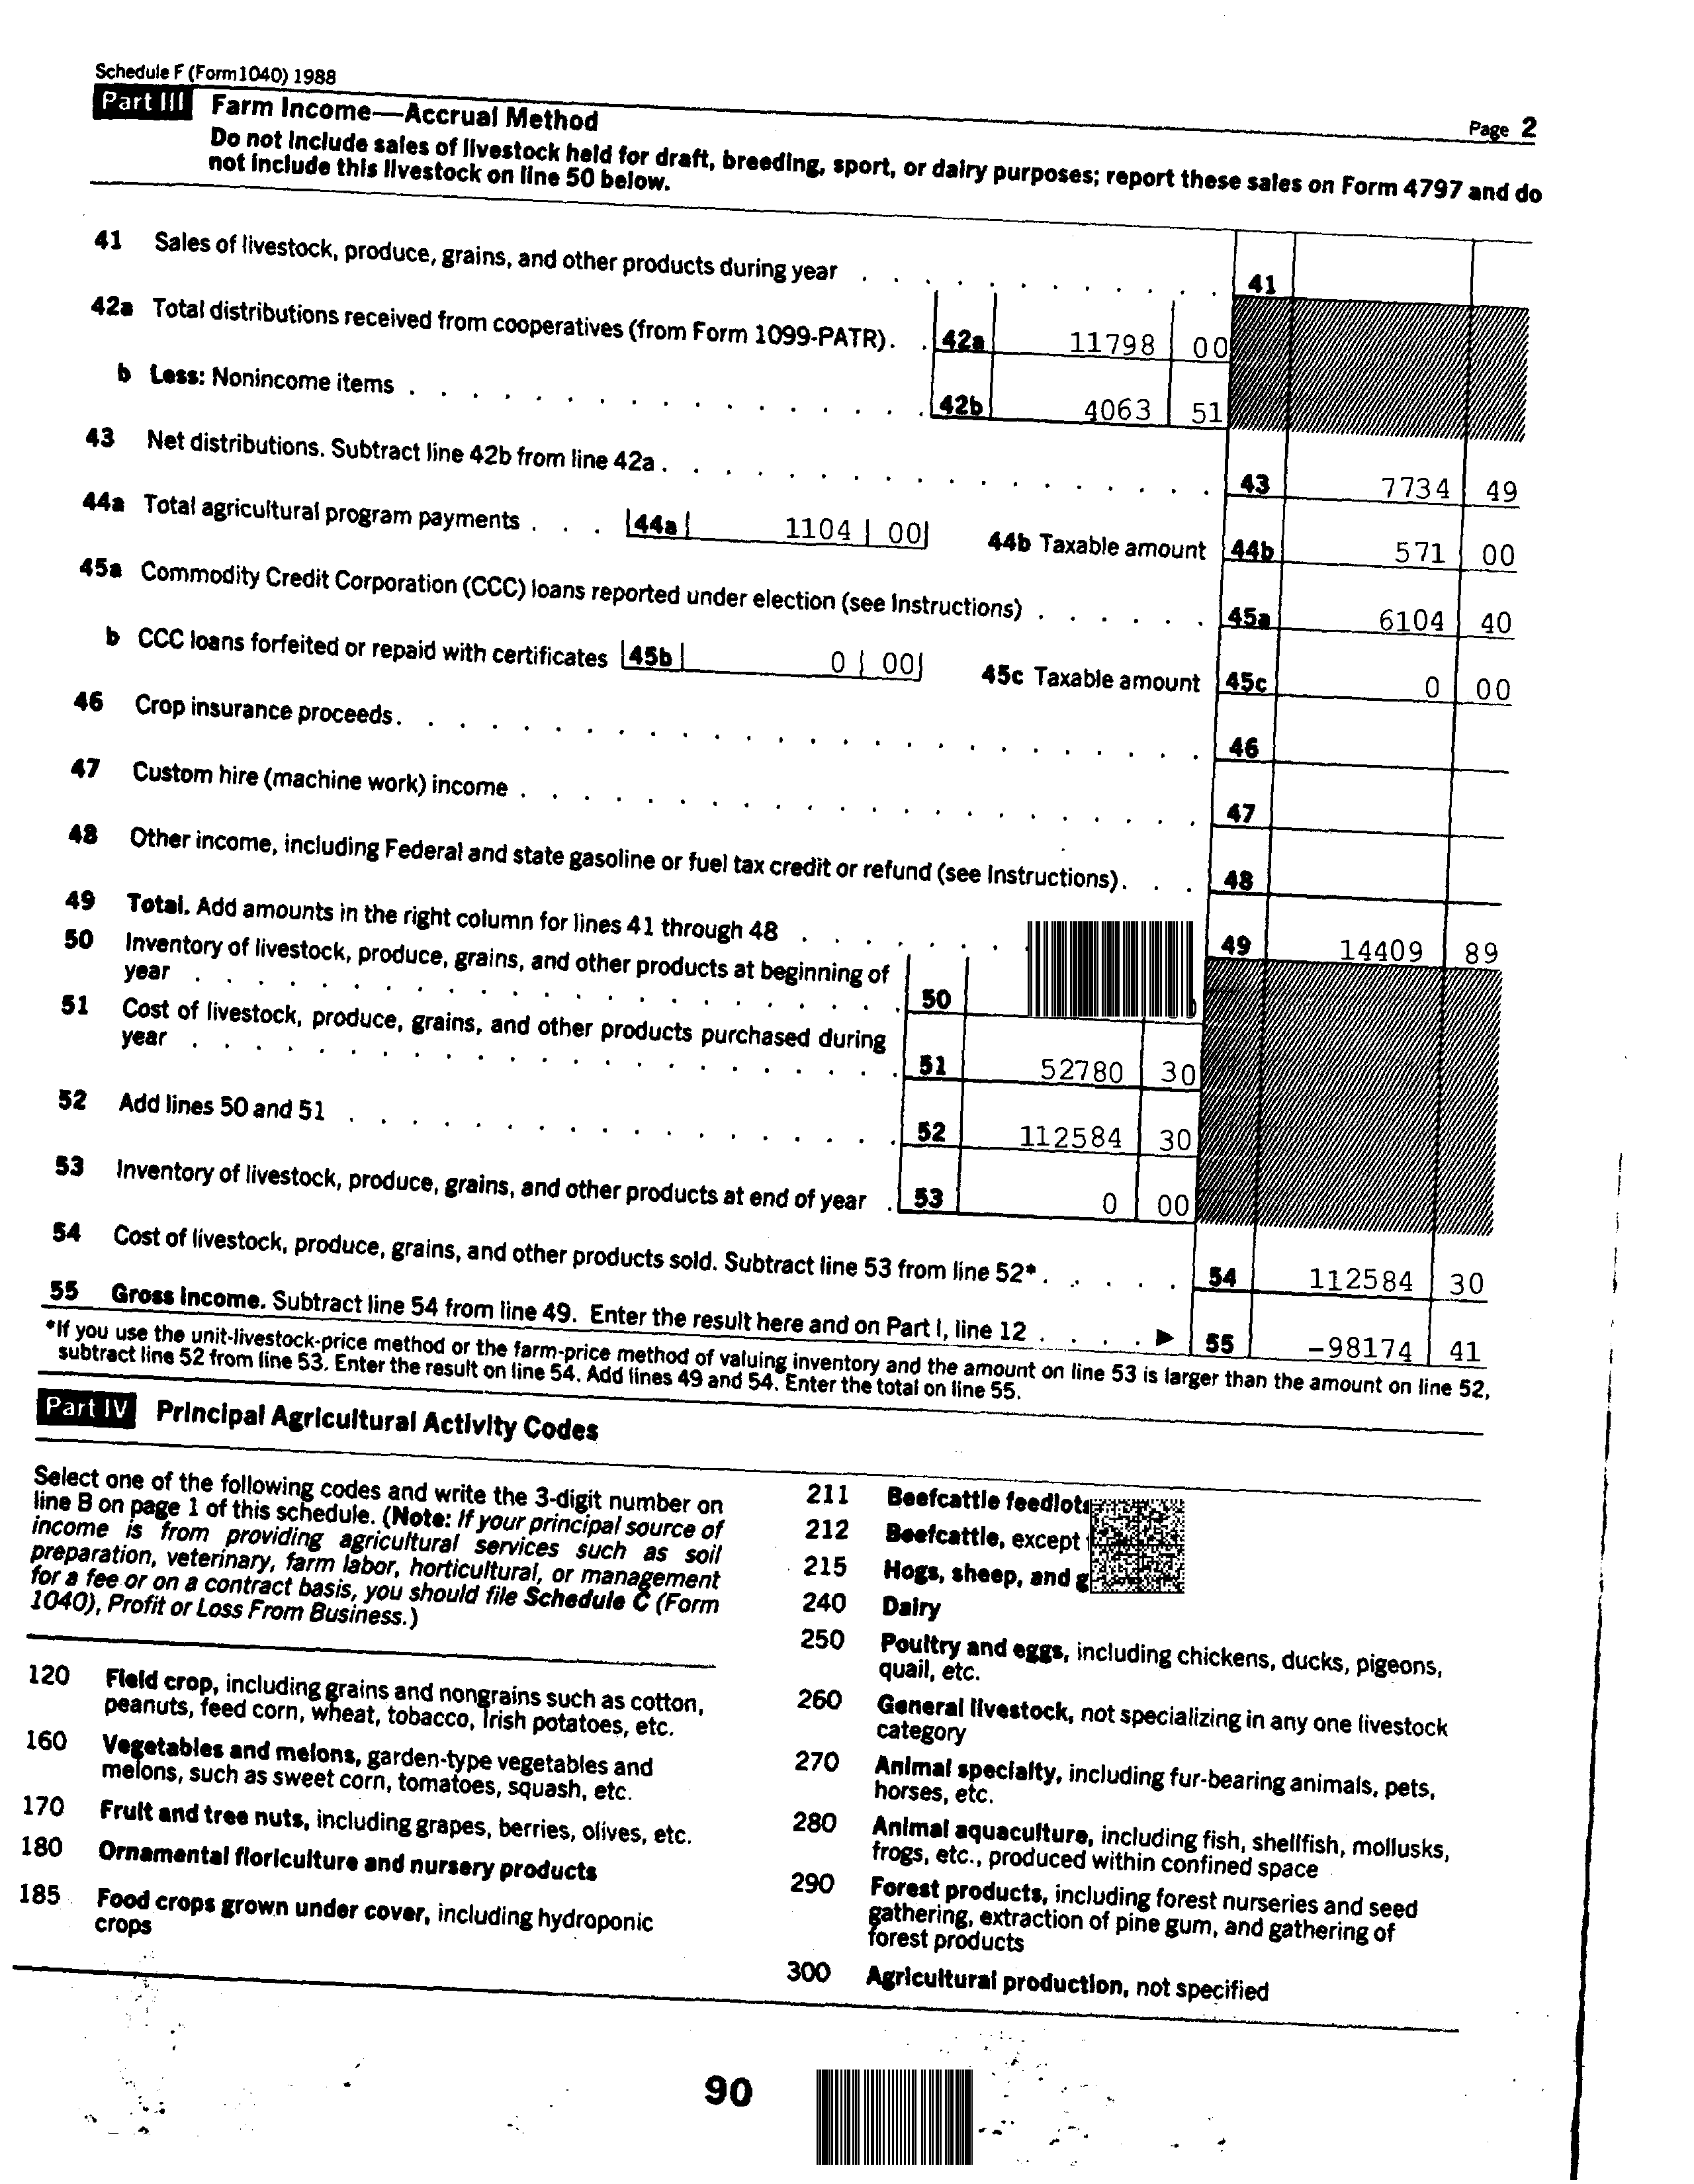 Schedule F (Form 1040) 1988
Page 2
Part III Farm Income—Accrual Method
Do not include sales of livestock held for draft, breeding, sport, or dairy purposes; report these sales on Form 4797 and do
not include this livestock on line 50 below.
41 Sales of livestock, produce, grains, and other products during year . . . . . . . . . . . . 41
42a Total distributions received from cooperatives (from Form 1099-PATR) . . 42a 11798 00
b Less: Nonincome items . . . . . . . . . . . . . . . . . 42b 4063 51
43 Net distributions. Subtract line 42b from line 42a . . . . . . . . . . . . . . . . . . 43 7734 49
44a Total agricultural program payments . . . 44a 1104 00 44b Taxable amount 44b 571 00
45a Commodity Credit Corporation (CCC) loans reported under election (see Instructions) . . . . . . 45a 6104 40
b CCC loans forfeited or repaid with certificates 45b 0 00 45c Taxable amount 45c 0 00
46 Crop insurance proceeds . . . . . . . . . . . . . . . . . . . . . . . . . . 46
47 Custom hire (machine work) income . . . . . . . . . . . . . . . . . . . . . . 47
48 Other income, including Federal and state gasoline or fuel tax credit or refund (see Instructions) . . . 48
49 Total. Add amounts in the right column for lines 41 through 48 . . . . . . . . 49 14409 89
50 Inventory of livestock, produce, grains, and other products at beginning of
year . . . . . . . . . . . . . . . . . . . . . . . 50
51 Cost of livestock, produce, grains, and other products purchased during
year . . . . . . . . . . . . . . . . . . . . . . . 51 52780 30
52 Add lines 50 and 51 . . . . . . . . . . . . . . . . . . 52 112584 30
53 Inventory of livestock, produce, grains, and other products at end of year . 53 0 00
54 Cost of livestock, produce, grains, and other products sold. Subtract line 53 from line 52* . . . . . 54 112584 30
55 Gross income. Subtract line 54 from line 49. Enter the result here and on Part I, line 12 . . . . ▶ 55 -98174 41
*If you use the unit-livestock-price method or the farm-price method of valuing inventory and the amount on line 53 is larger than the amount on line 52,
subtract line 52 from line 53. Enter the result on line 54. Add lines 49 and 54. Enter the total on line 55.
Part IV Principal Agricultural Activity Codes
Select one of the following codes and write the 3-digit number on
line B on page 1 of this schedule. (Note: If your principal source of
income is from providing agricultural services such as soil
preparation, veterinary, farm labor, horticultural, or management
for a fee or on a contract basis, you should file Schedule C (Form
1040), Profit or Loss From Business.)
120 Field crop, including grains and nongrains such as cotton,
peanuts, feed corn, wheat, tobacco, Irish potatoes, etc.
160 Vegetables and melons, garden-type vegetables and
melons, such as sweet corn, tomatoes, squash, etc.
170 Fruit and tree nuts, including grapes, berries, olives, etc.
180 Ornamental floriculture and nursery products
185 Food crops grown under cover, including hydroponic
crops
211 Beefcattle feedlots
212 Beefcattle, except
215 Hogs, sheep, and
240 Dairy
250 Poultry and eggs, including chickens, ducks, pigeons,
quail, etc.
260 General livestock, not specializing in any one livestock
category
270 Animal specialty, including fur-bearing animals, pets,
horses, etc.
280 Animal aquaculture, including fish, shellfish, mollusks,
frogs, etc., produced within confined space
290 Forest products, including forest nurseries and seed
gathering, extraction of pine gum, and gathering of
forest products
300 Agricultural production, not specified
90